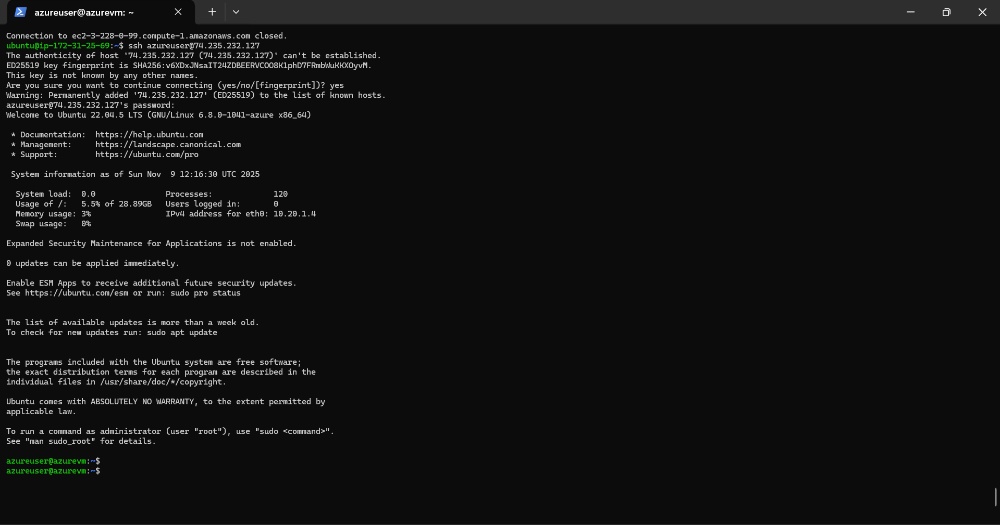 azureuser@azurevm: ~
Connection to ec2-3-228-0-99.compute-1.amazonaws.com closed.
ubuntu@ip-172-31-25-69:~$ ssh azureuser@74.235.232.127
The authenticity of host '74.235.232.127 (74.235.232.127)' can't be established.
ED25519 key fingerprint is SHA256:v6XDxJNsaIT24ZDBEERVCOO8K1phD7FRmbWuKKXOyvM.
This key is not known by any other names.
Are you sure you want to continue connecting (yes/no/[fingerprint])? yes
Warning: Permanently added '74.235.232.127' (ED25519) to the list of known hosts.
azureuser@74.235.232.127's password:
Welcome to Ubuntu 22.04.5 LTS (GNU/Linux 6.8.0-1041-azure x86_64)
* Documentation:  https://help.ubuntu.com
* Management:     https://landscape.canonical.com
* Support:        https://ubuntu.com/pro
System information as of Sun Nov  9 12:16:30 UTC 2025
System load:  0.0               Processes:             120
Usage of /:   5.5% of 28.89GB   Users logged in:       0
Memory usage: 3%                IPv4 address for eth0: 10.20.1.4
Swap usage:   0%
Expanded Security Maintenance for Applications is not enabled.
0 updates can be applied immediately.
Enable ESM Apps to receive additional future security updates.
See https://ubuntu.com/esm or run: sudo pro status
The list of available updates is more than a week old.
To check for new updates run: sudo apt update
The programs included with the Ubuntu system are free software;
the exact distribution terms for each program are described in the
individual files in /usr/share/doc/*/copyright.
Ubuntu comes with ABSOLUTELY NO WARRANTY, to the extent permitted by
applicable law.
To run a command as administrator (user "root"), use "sudo <command>".
See "man sudo_root" for details.
azureuser@azurevm:~$
azureuser@azurevm:~$